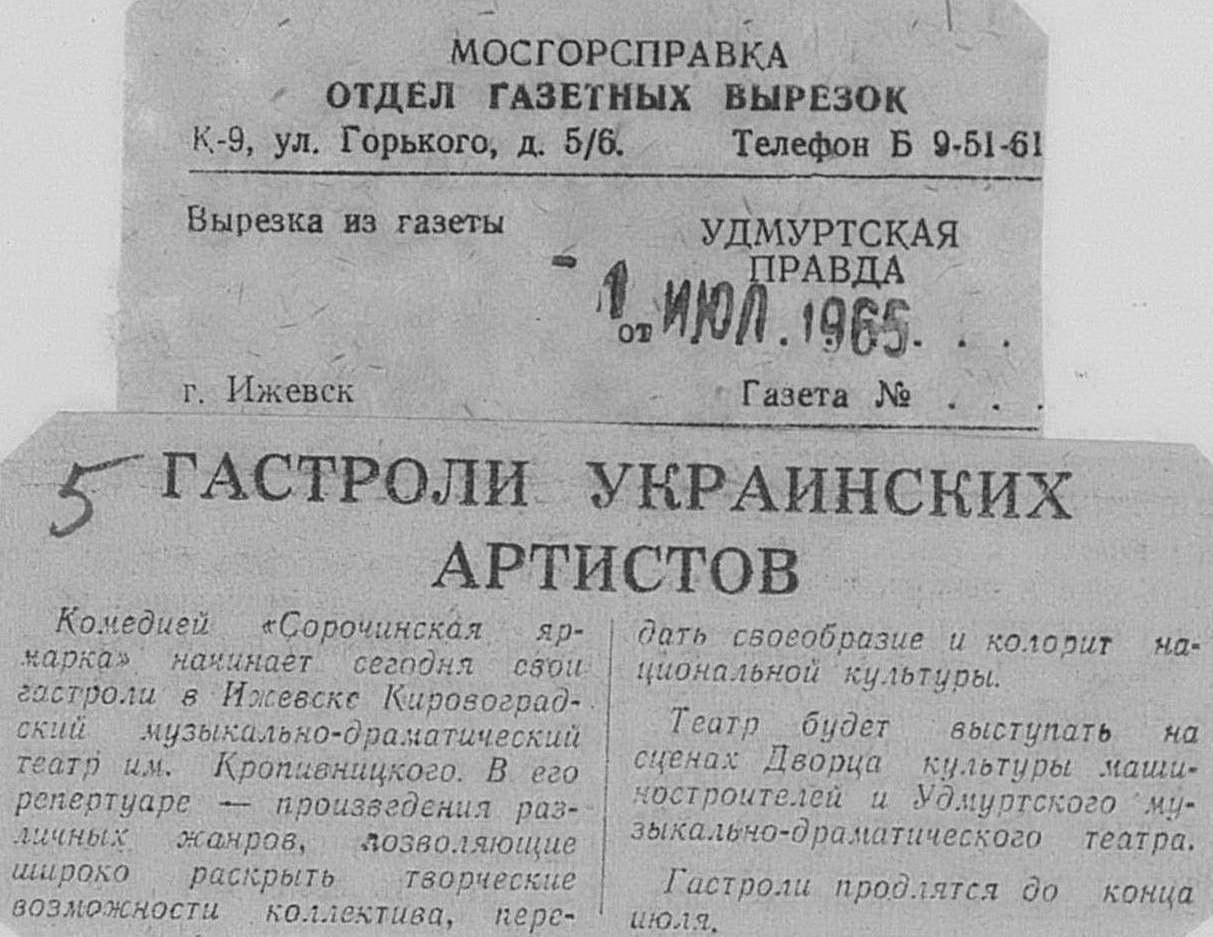 МОСГОРСПРАВКА
ОТДЕЛ ГАЗЕТНЫХ ВЫРЕЗОК
К-9, ул. Горького, д. 5/6. Телефон Б 9-51-61
Вырезка из газеты
УДМУРТСКАЯ
ПРАВДА
- 1 ИЮЛ. 1965
от . . .
г. Ижевск
Газета № . . .
5
ГАСТРОЛИ УКРАИНСКИХ
АРТИСТОВ
Комедией «Сорочинская яр-
марка» начинает сегодня свои
гастроли в Ижевске Кировоград-
ский музыкально-драматический
театр им. Кропивницкого. В его
репертуаре — произведения раз-
личных жанров, позволяющие
широко раскрыть творческие
возможности коллектива, пере-
дать своеобразие и колорит на-
циональной культуры.
Театр будет выступать на
сценах Дворца культуры маши-
ностроителей и Удмуртского му-
зыкально-драматического театра.
Гастроли продлятся до конца
июля.